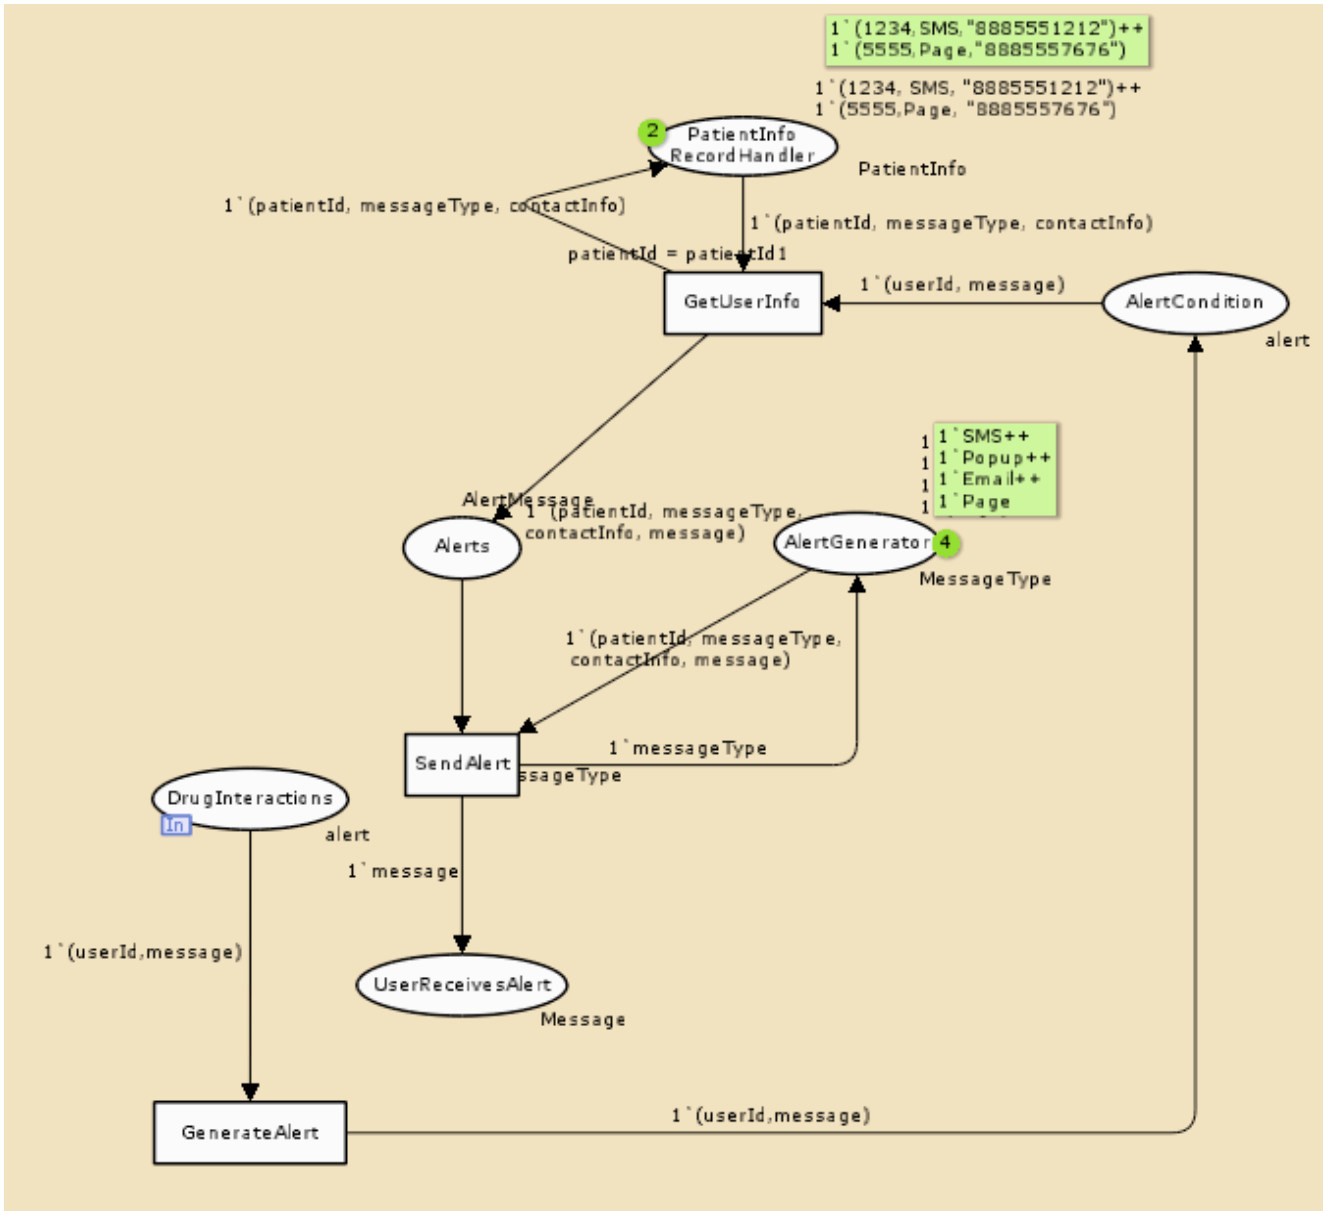 1`(1234,SMS,"8885551212")++
1`(5555,Page,"8885557676")
1`(1234, SMS, "8885551212")++
1`(5555,Page, "8885557676")
2
PatientInfo
RecordHandler
PatientInfo
1`(patientId, messageType, contactInfo)
1`(patientId, messageType, contactInfo)
patientId = patientId1
GetUserInfo
1`(userId, message)
AlertCondition
alert
1`SMS++
1`Popup++
1`Email++
1`Page
1
1
1
1
AlertMessage
1`(patientId, messageType,
contactInfo, message)
Alerts
AlertGenerator
4
MessageType
1`(patientId, messageType,
contactInfo, message)
SendAlert
1`messageType
ssageType
DrugInteractions
In
alert
1`message
1`(userId,message)
UserReceivesAlert
Message
GenerateAlert
1`(userId,message)